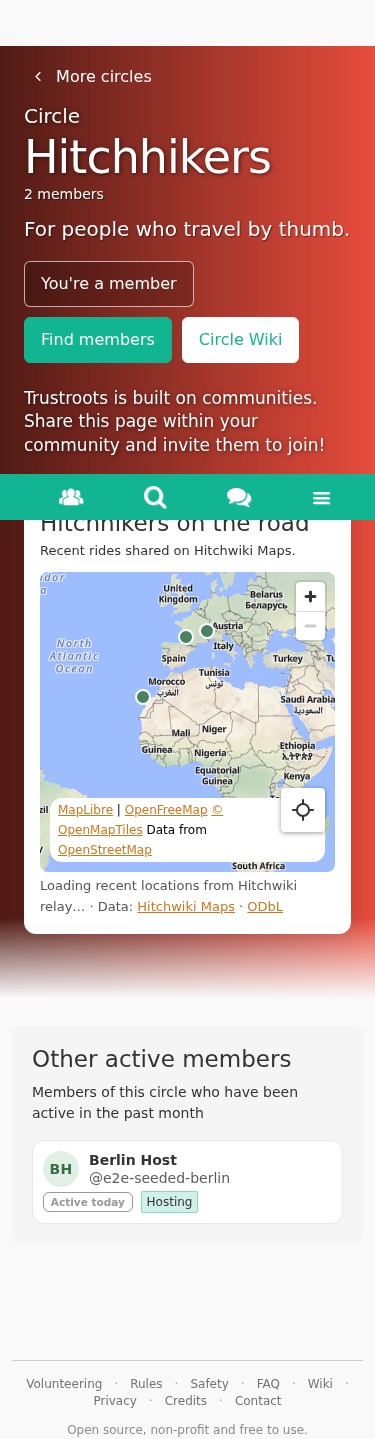 More circles
Circle
Hitchhikers
2 members
For people who travel by thumb.
You're a member
Find members
Circle Wiki
Trustroots is built on communities.
Share this page within your
community and invite them to join!
Hitchhikers on the road
Recent rides shared on Hitchwiki Maps.
United
Kingdom
Belarus
Беларусь
North
Atlantic
Ocean
Austria
Italy
Spain
Turkey
Tunisia
تونس
Morocco
المغرب
Saudi Arabia
السعودية
Mali
Niger
Guinea
Nigeria
Ethiopia
ኢትዮጵያ
Equatorial
Guinea
Kenya
MapLibre | OpenFreeMap ©
OpenMapTiles Data from
OpenStreetMap
South Africa
Loading recent locations from Hitchwiki
relay… · Data: Hitchwiki Maps · ODbL
Other active members
Members of this circle who have been
active in the past month
BH
Berlin Host
@e2e-seeded-berlin
Active today
Hosting
Volunteering · Rules · Safety · FAQ · Wiki ·
Privacy · Credits · Contact
Open source, non-profit and free to use.